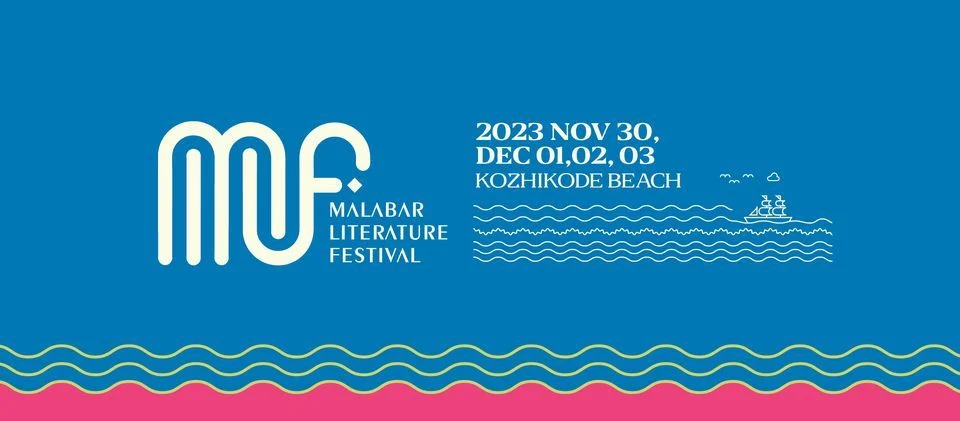 MLF
MALABAR
LITERATURE
FESTIVAL
2023 NOV 30,
DEC 01,02, 03
KOZHIKODE BEACH